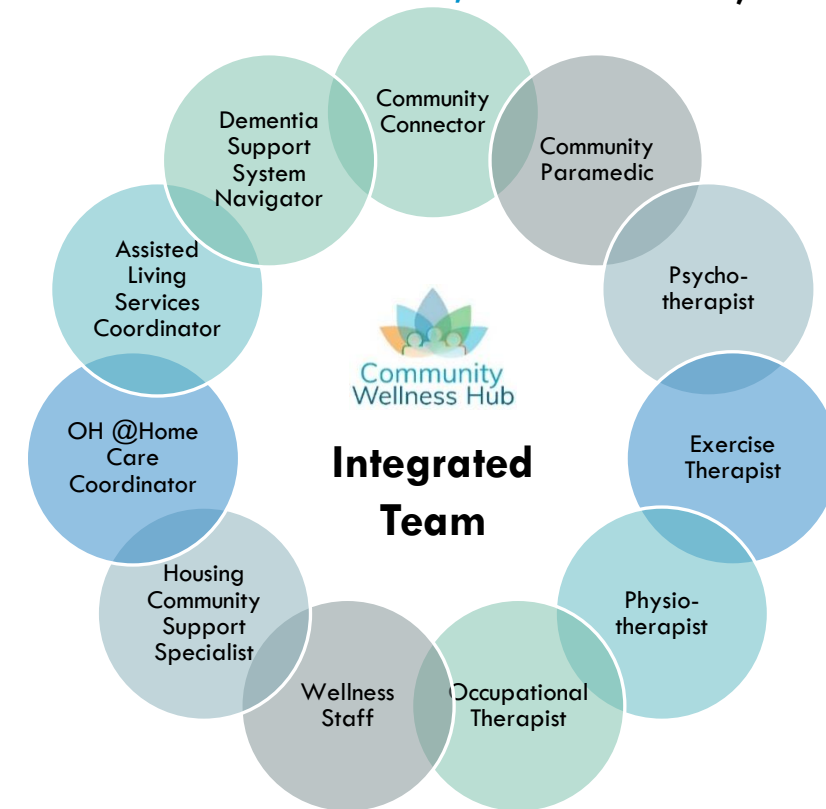 Community
Connector
Community
Paramedic
Psycho-
therapist
Exercise
Therapist
Physio-
therapist
Occupational
Therapist
Wellness
Staff
Housing
Community
Support
Specialist
OH @Home
Care
Coordinator
Assisted
Living
Services
Coordinator
Dementia
Support
System
Navigator
Community
Wellness Hub
Integrated
Team